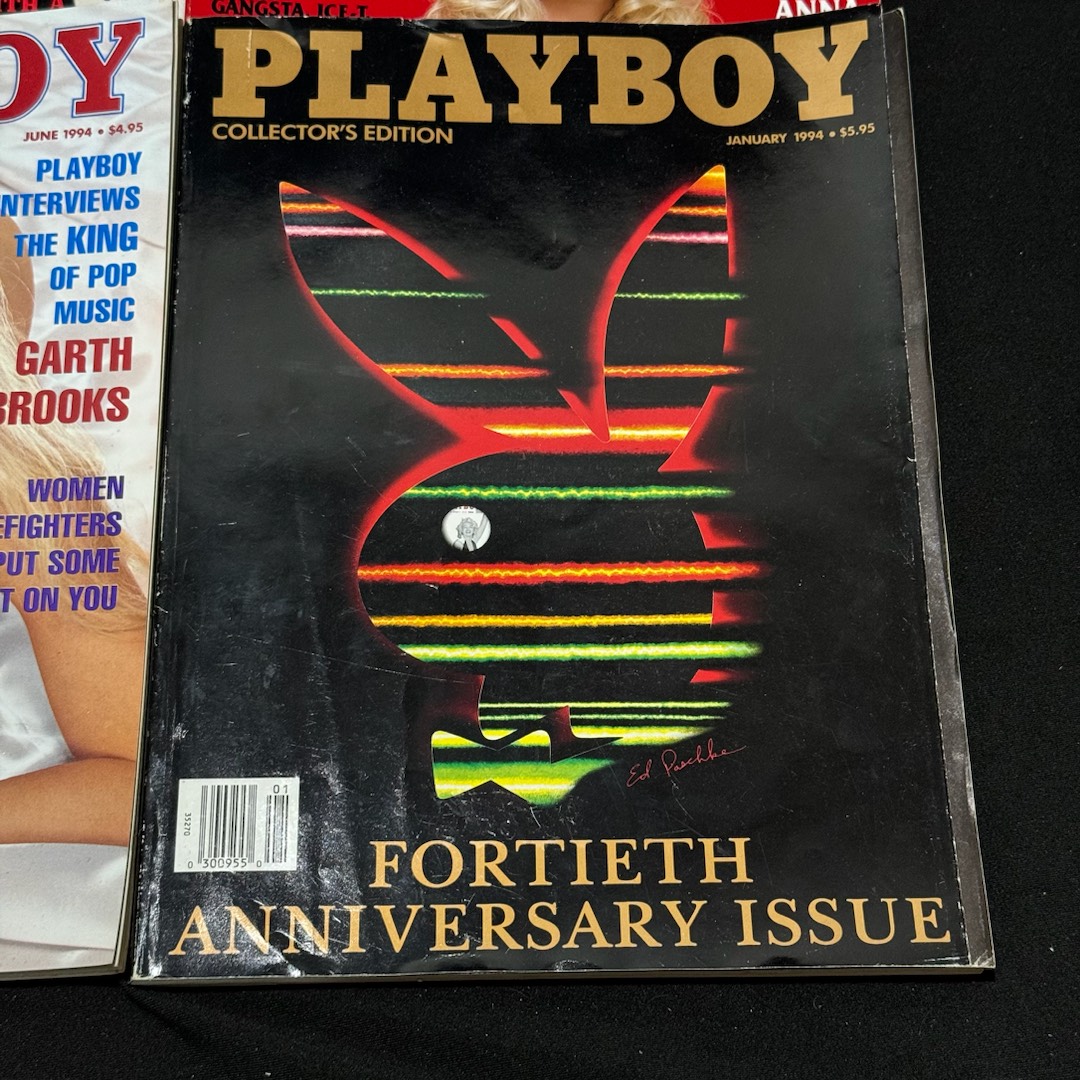 GANGSTA, ICE-T
ANNA
OY
JUNE 1994 • $4.95
PLAYBOY
NTERVIEWS
THE KING
OF POP
MUSIC
GARTH
BROOKS
WOMEN
EFIGHTERS
PUT SOME
T ON YOU
PLAYBOY
COLLECTOR'S EDITION
JANUARY 1994 • $5.95
Ed Paschke
01
35270
0 300955 0
FORTIETH
ANNIVERSARY ISSUE